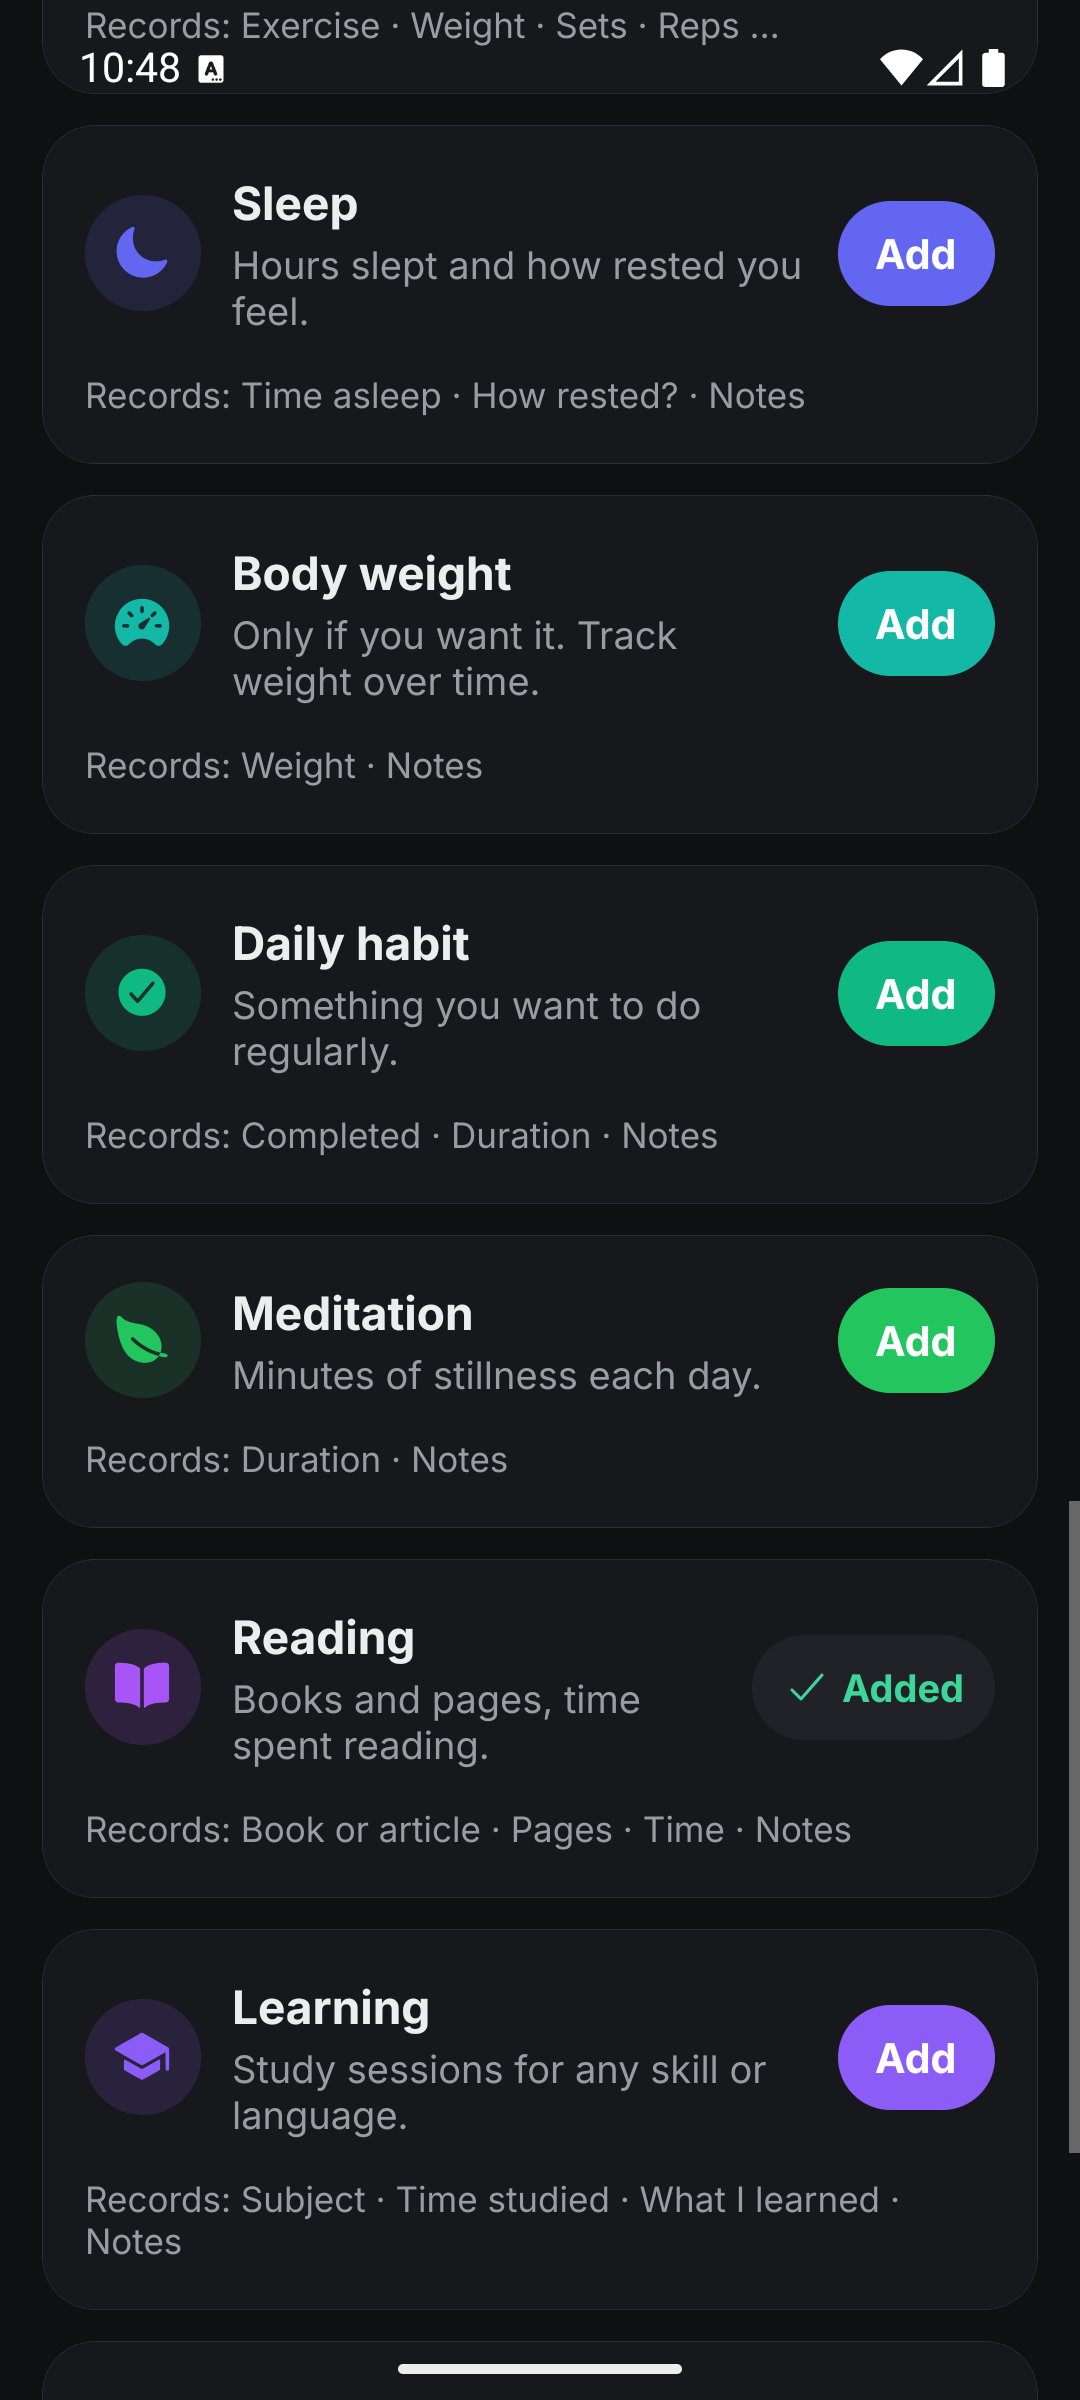 Records: Exercise · Weight · Sets · Reps ...
10:48
A
Sleep
Hours slept and how rested you
feel.
Add
Records: Time asleep · How rested? · Notes
Body weight
Only if you want it. Track
weight over time.
Add
Records: Weight · Notes
Daily habit
Something you want to do
regularly.
Add
Records: Completed · Duration · Notes
Meditation
Minutes of stillness each day.
Add
Records: Duration · Notes
Reading
Books and pages, time
spent reading.
Added
Records: Book or article · Pages · Time · Notes
Learning
Study sessions for any skill or
language.
Add
Records: Subject · Time studied · What I learned ·
Notes